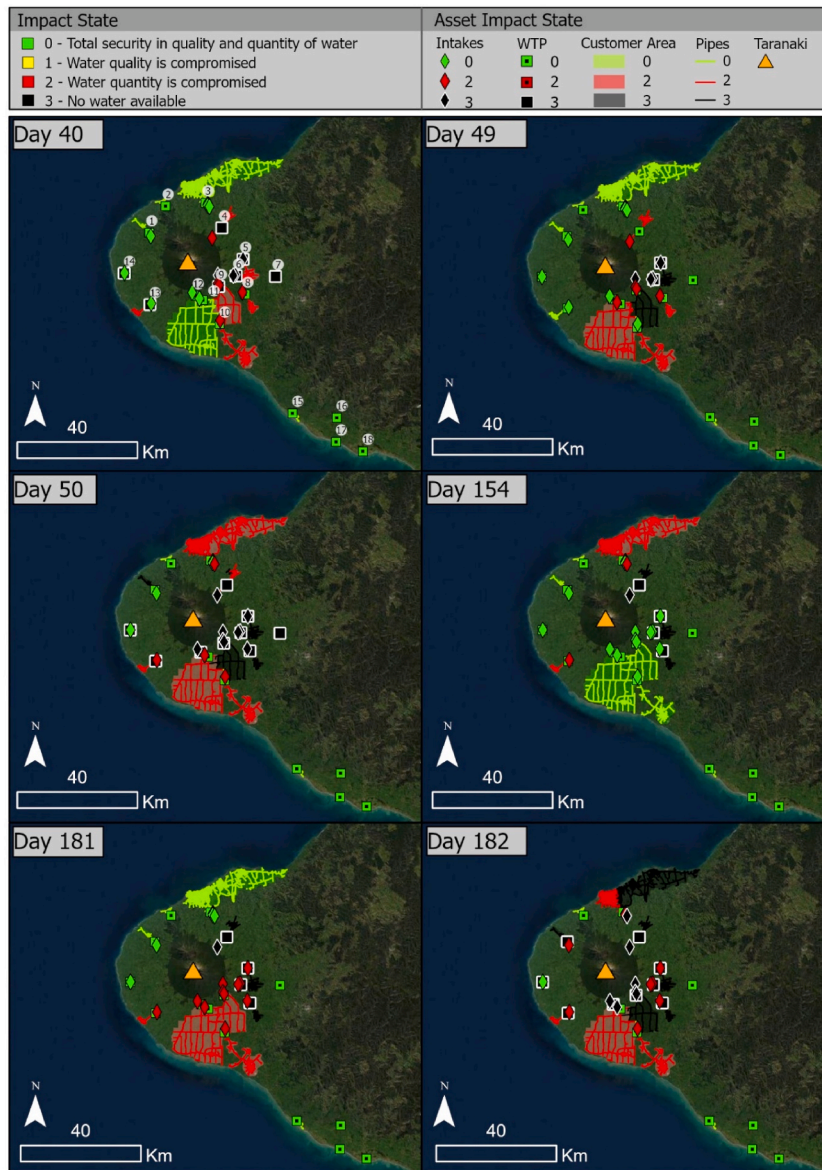 Impact State
0 - Total security in quality and quantity of water
1 - Water quality is compromised
2 - Water quantity is compromised
3 - No water available
Asset Impact State
Intakes WTP Customer Area Pipes Taranaki
0 0 0 0
2 2 2 2
3 3 3 3
Day 40
2 3
1 4
5
14 6 7
9
12 8
13 11
10
15 16
17
18
N
40
Km
Day 49
N
40
Km
Day 50
N
40
Km
Day 154
N
40
Km
Day 181
N
40
Km
Day 182
N
40
Km